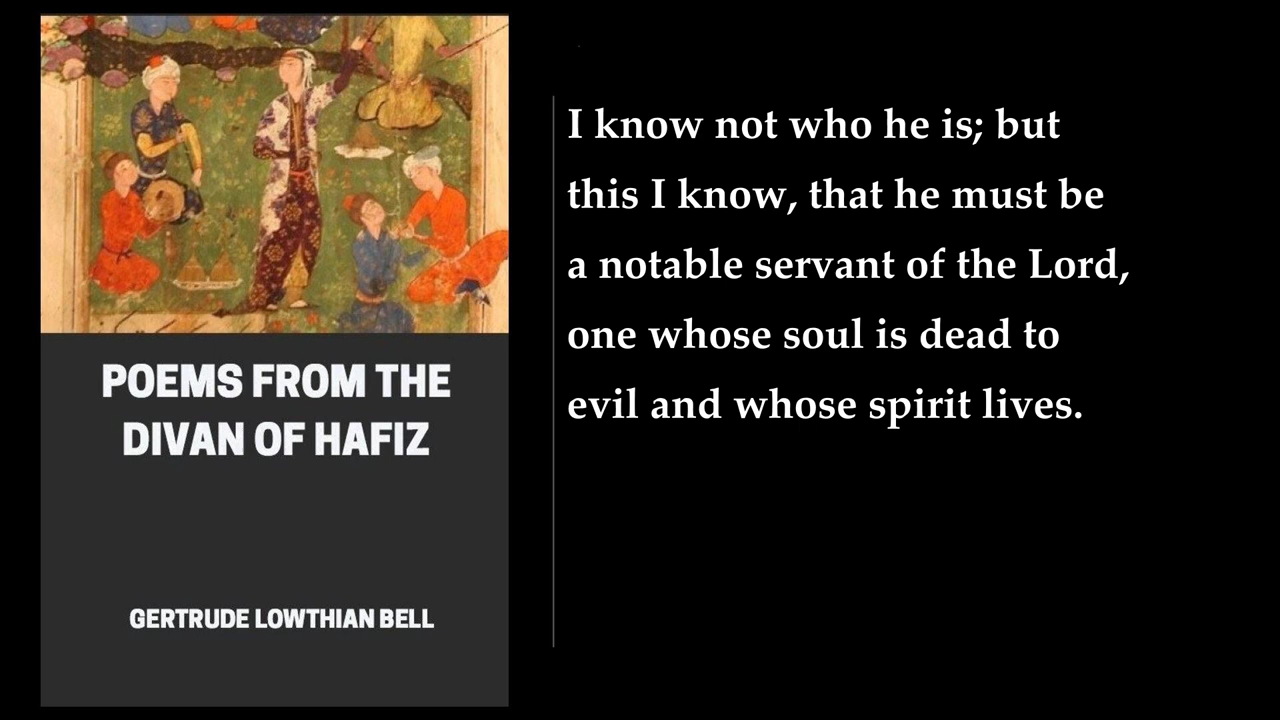 POEMS FROM THE
DIVAN OF HAFIZ
GERTRUDE LOWTHIAN BELL
I know not who he is; but
this I know, that he must be
a notable servant of the Lord,
one whose soul is dead to
evil and whose spirit lives.